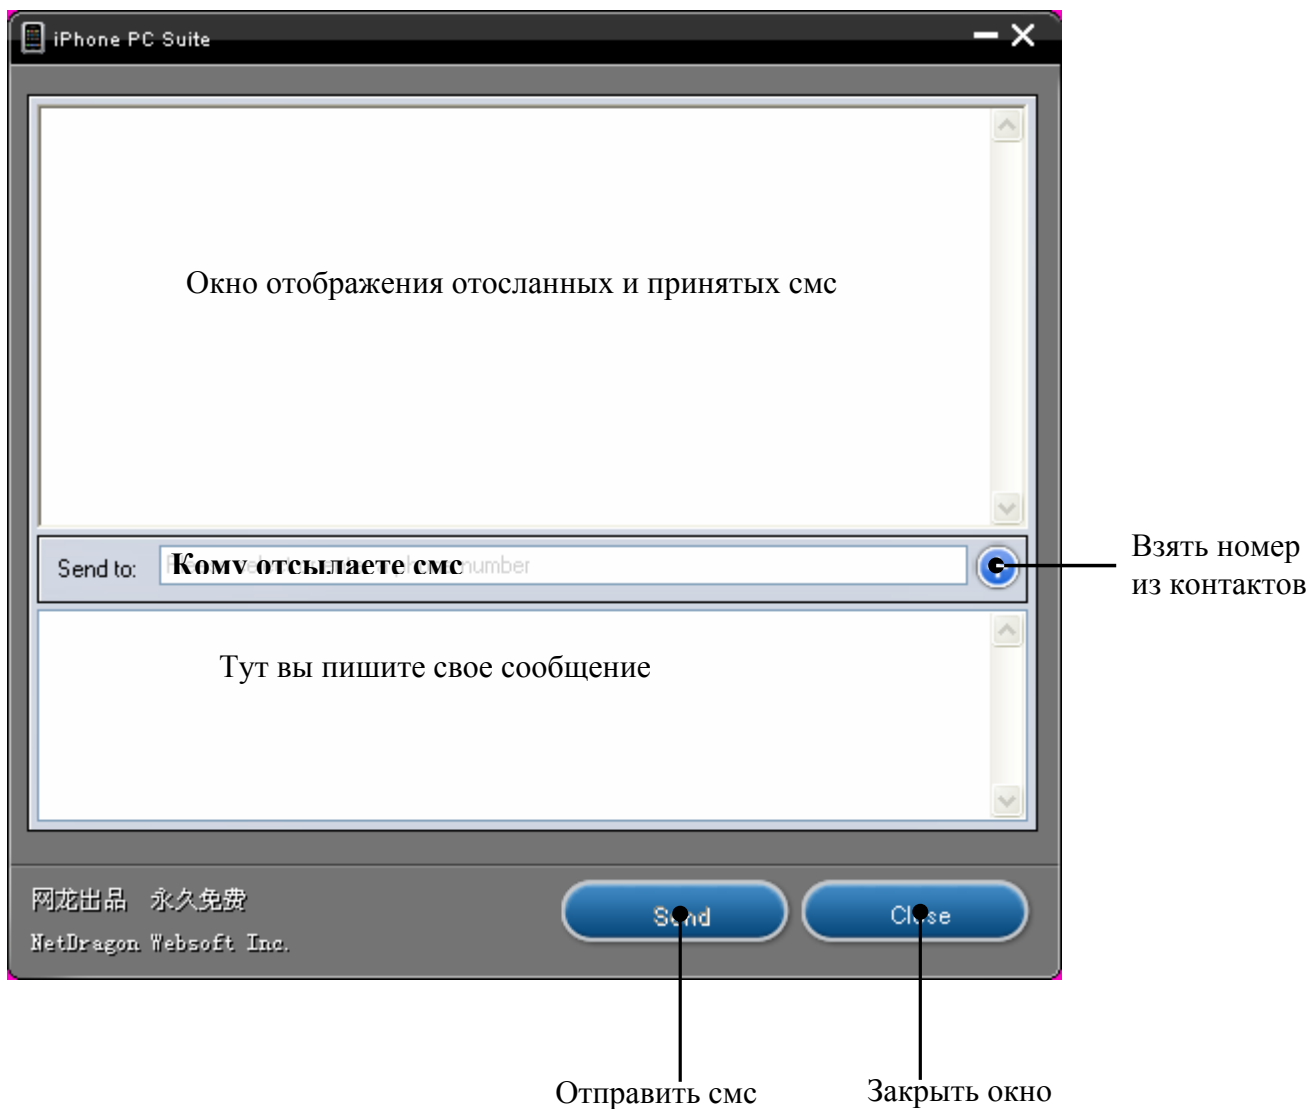 iPhone PC Suite
Окно отображения отосланных и принятых смс
Send to: Кому отсылаете смс number
Взять номер
из контактов
Тут вы пишите свое сообщение
网龙出品 永久免费
NetDragon Websoft Inc.
Send Close
Отправить смс Закрыть окно